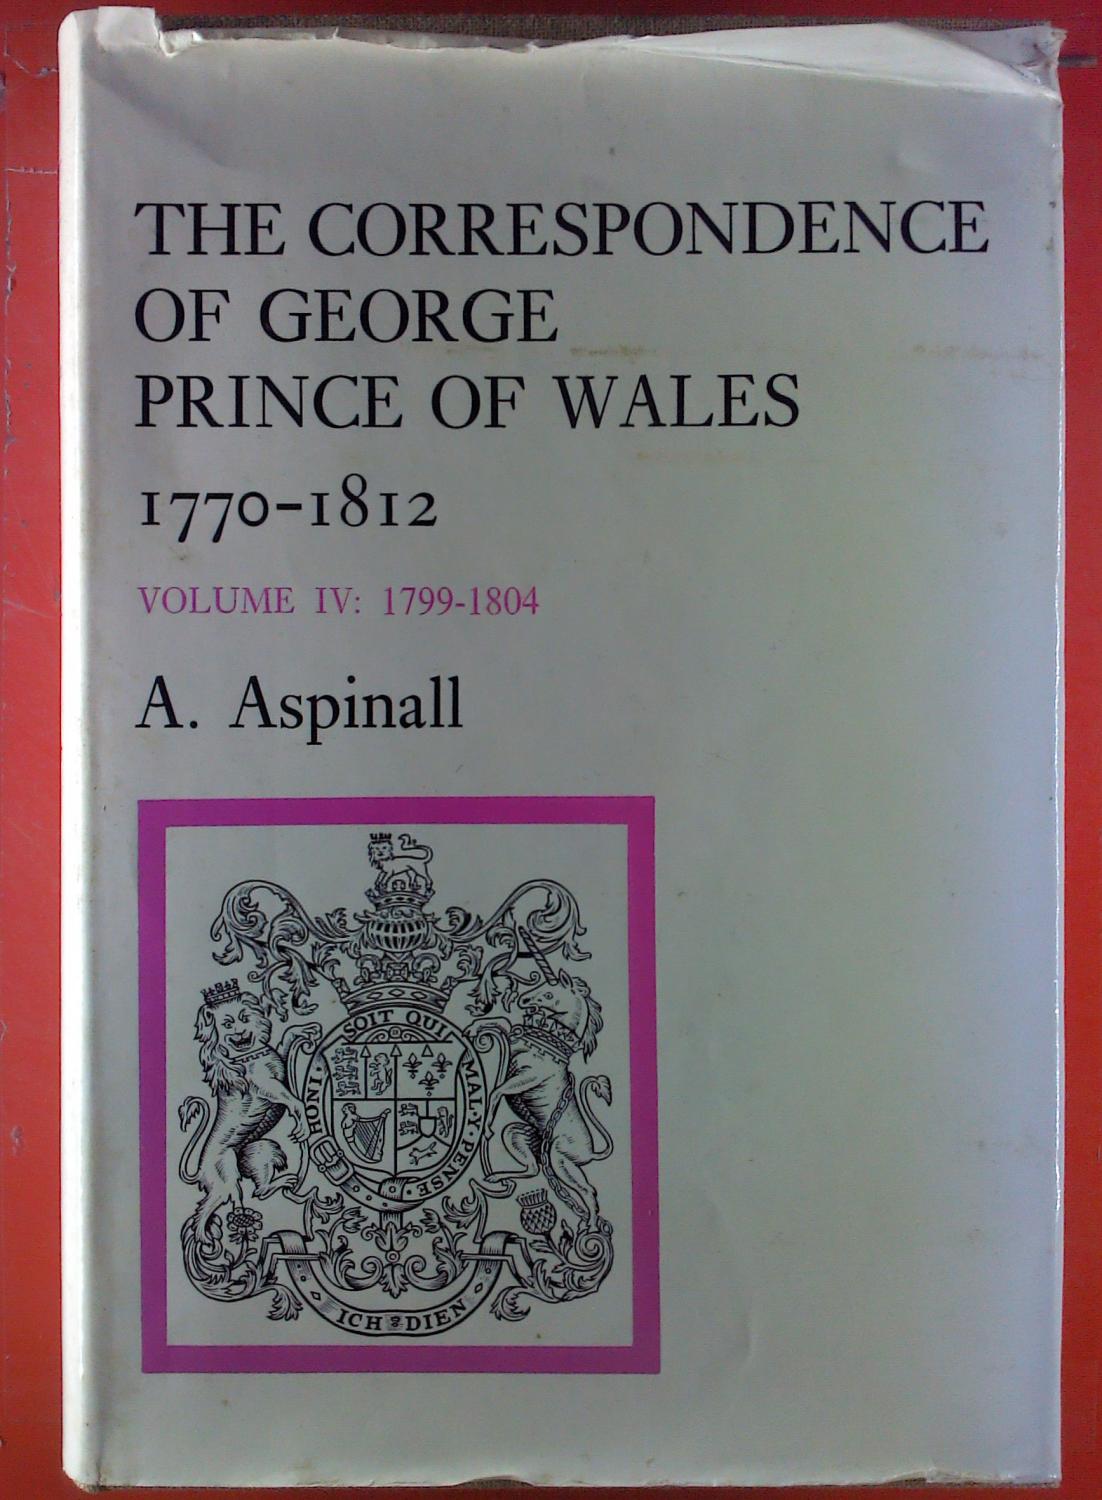 THE CORRESPONDENCE
OF GEORGE
PRINCE OF WALES
1770-1812
VOLUME IV: 1799-1804
A. Aspinall
HONI · SOIT QUI MAL · Y · PENSE
ICH DIEN